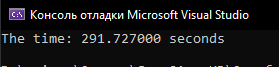 Консоль отладки Microsoft Visual Studio
The time: 291.727000 seconds